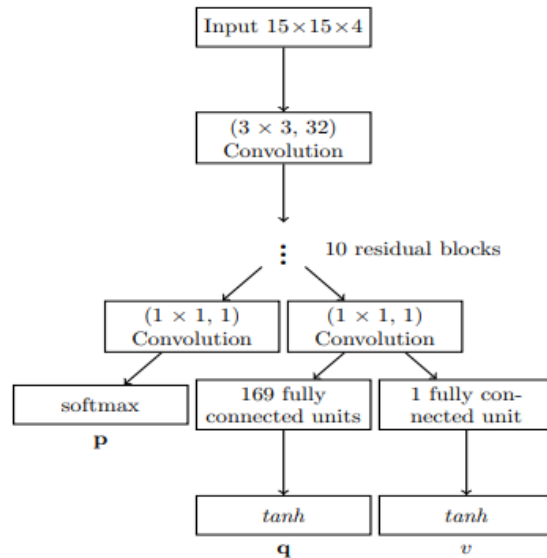 Input 15×15×4
(3 × 3, 32)
Convolution
⋮ 10 residual blocks
(1 × 1, 1)
Convolution
(1 × 1, 1)
Convolution
softmax
p
169 fully
connected units
1 fully con-
nected unit
tanh
q
tanh
v